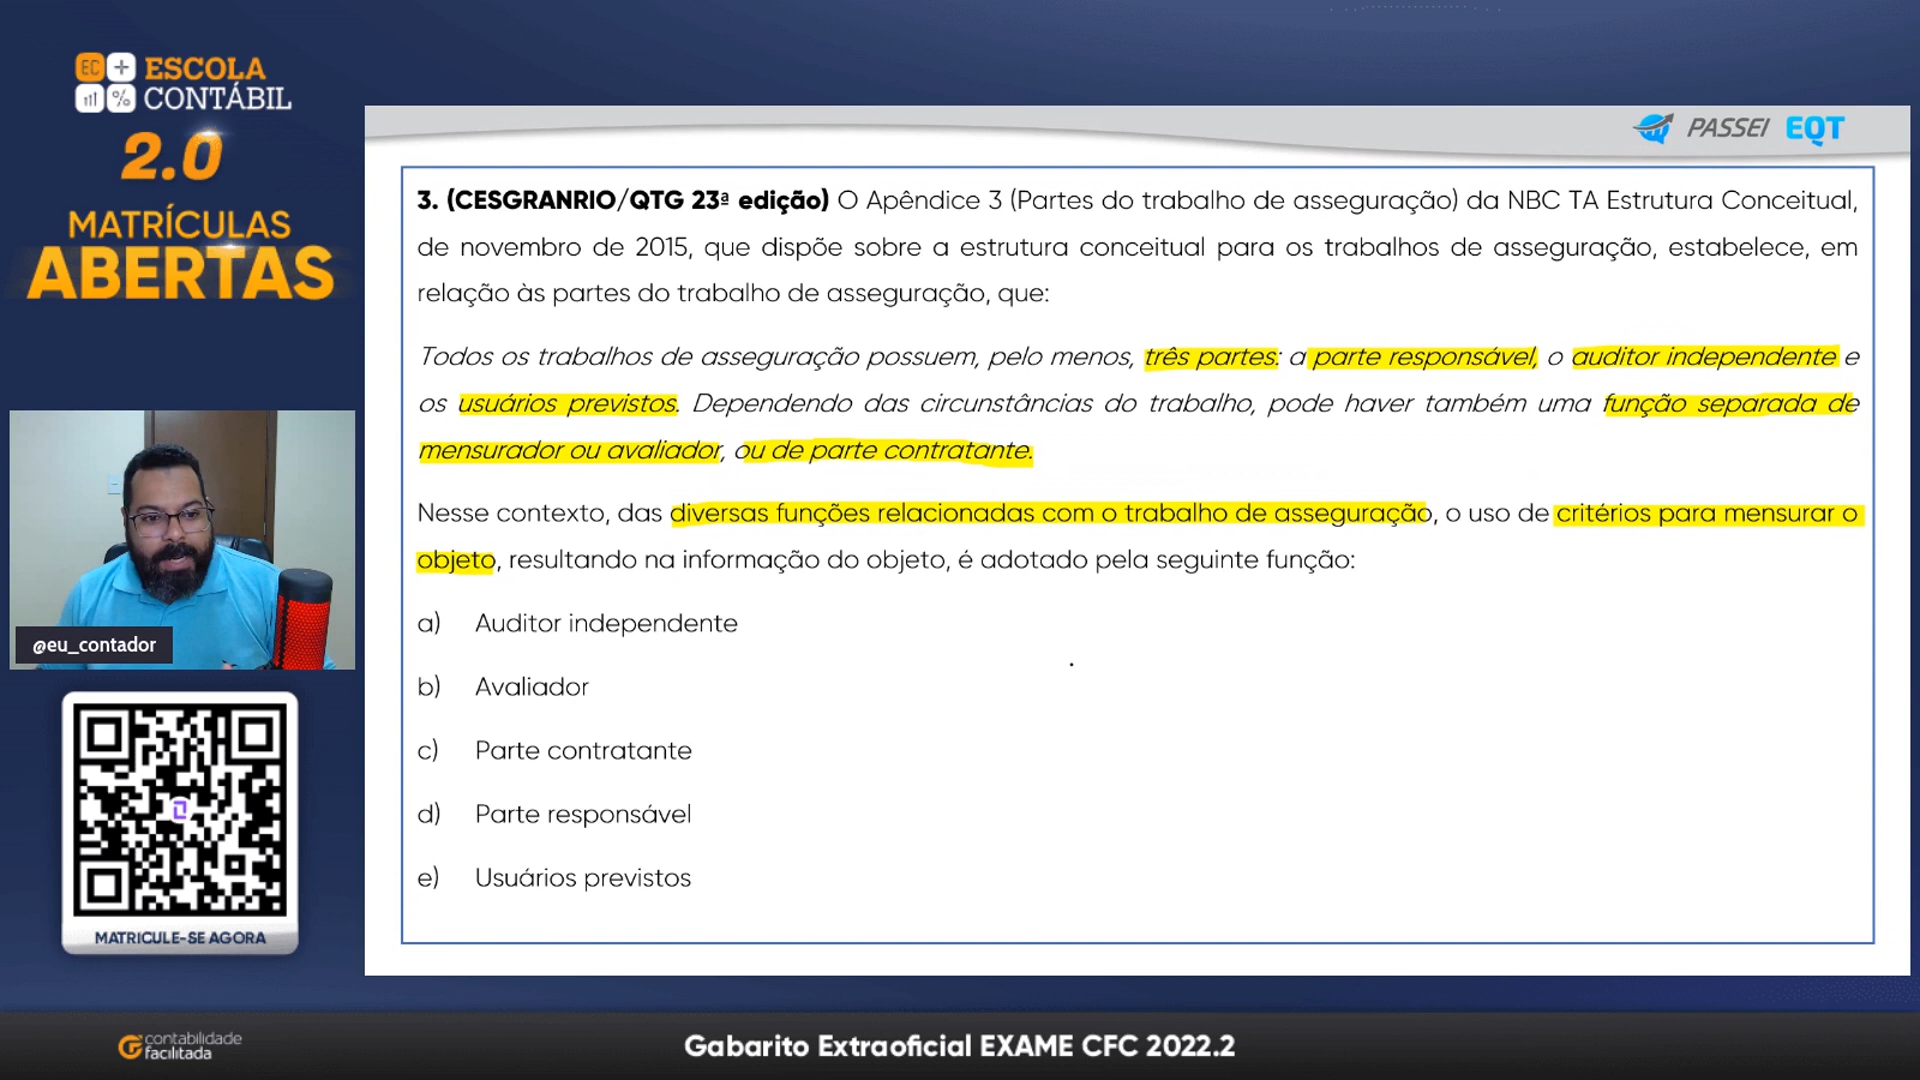 EC
ESCOLA
CONTÁBIL
%
2.0
MATRÍCULAS
ABERTAS
PASSEI EQT
3. (CESGRANRIO/QTG 23ª edição) O Apêndice 3 (Partes do trabalho de asseguração) da NBC TA Estrutura Conceitual,
de novembro de 2015, que dispõe sobre a estrutura conceitual para os trabalhos de asseguração, estabelece, em
relação às partes do trabalho de asseguração, que:
Todos os trabalhos de asseguração possuem, pelo menos, três partes: a parte responsável, o auditor independente e
os usuários previstos. Dependendo das circunstâncias do trabalho, pode haver também uma função separada de
mensurador ou avaliador, ou de parte contratante.
Nesse contexto, das diversas funções relacionadas com o trabalho de asseguração, o uso de critérios para mensurar o
objeto, resultando na informação do objeto, é adotado pela seguinte função:
a) Auditor independente
b) Avaliador
c) Parte contratante
d) Parte responsável
e) Usuários previstos
@eu_contador
MATRICULE-SE AGORA
contabilidade
facilitada
Gabarito Extraoficial EXAME CFC 2022.2